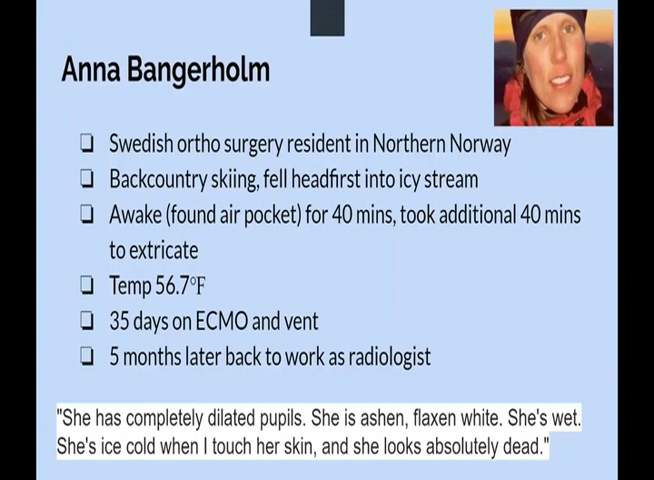 Anna Bangerholm
❏ Swedish ortho surgery resident in Northern Norway
❏ Backcountry skiing, fell headfirst into icy stream
❏ Awake (found air pocket) for 40 mins, took additional 40 mins
to extricate
❏ Temp 56.7°F
❏ 35 days on ECMO and vent
❏ 5 months later back to work as radiologist
"She has completely dilated pupils. She is ashen, flaxen white. She's wet.
She's ice cold when I touch her skin, and she looks absolutely dead."